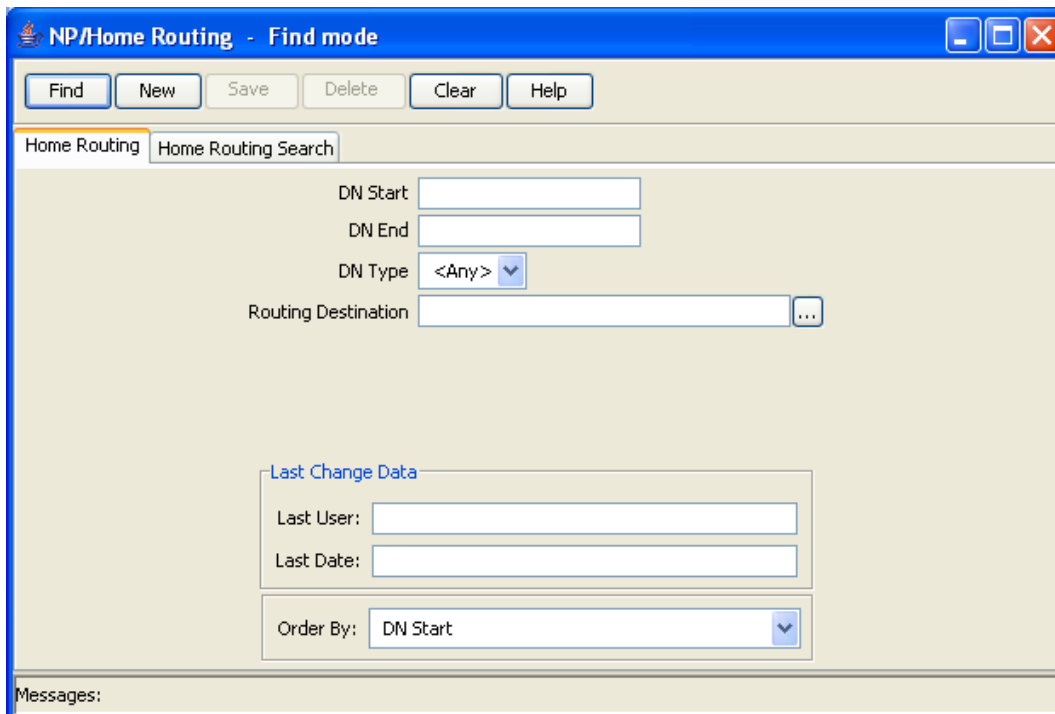 NP/Home Routing - Find mode
Find New Save Delete Clear Help
Home Routing Home Routing Search
DN Start
DN End
DN Type <Any>
Routing Destination ...
Last Change Data
Last User:
Last Date:
Order By: DN Start
Messages: